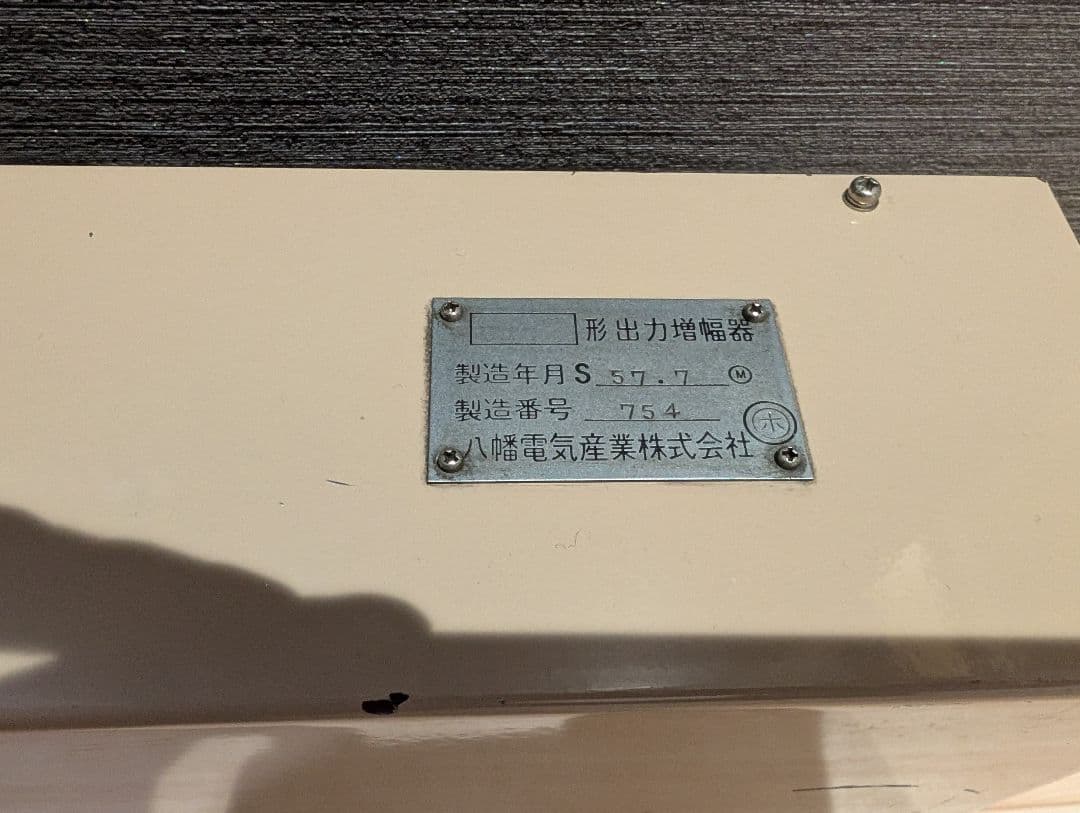 形出力増幅器
製造年月 S 57.7 Ⓜ
製造番号 754
ホ
八幡電気産業株式会社